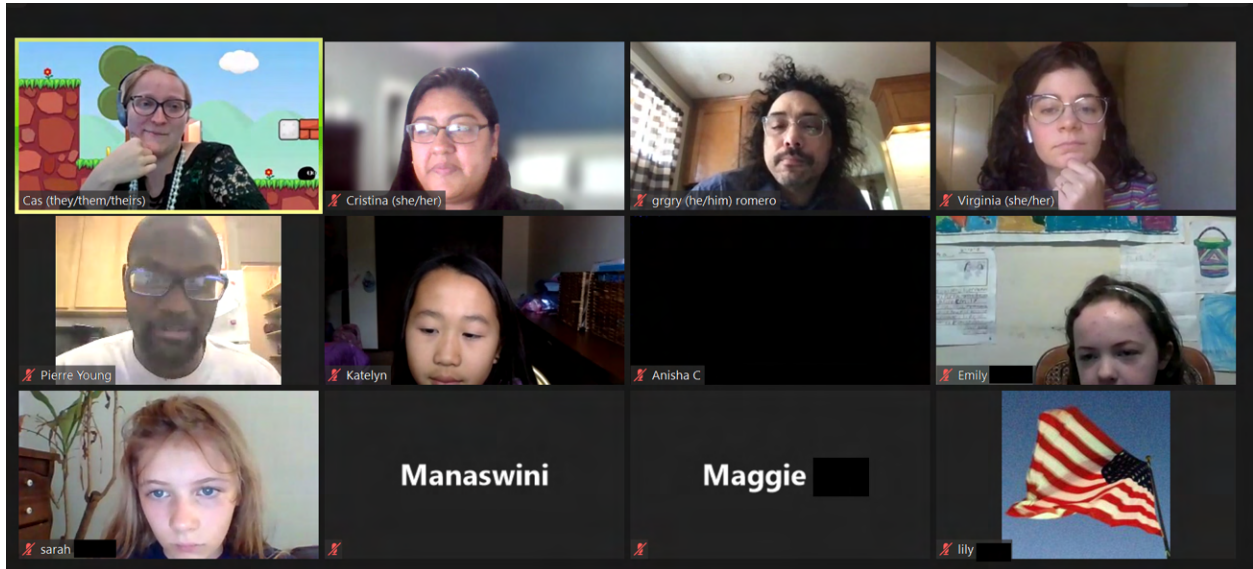 Cas (they/them/theirs)
Cristina (she/her)
grgry (he/him) romero
Virginia (she/her)
Pierre Young
Katelyn
Anisha C
Emily
sarah
Manaswini
Maggie
lily